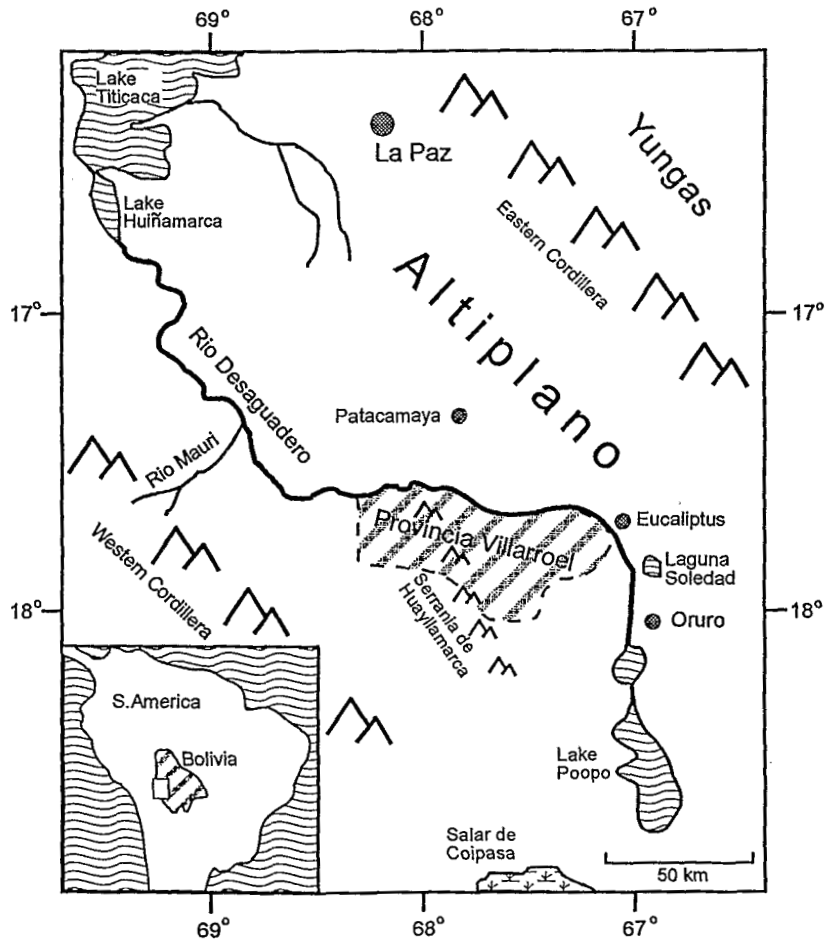 69°
68°
67°
Lake
Titicaca
La Paz
Yungas
Lake
Huiñamarca
Eastern Cordillera
Altiplano
17°
17°
Rio Desaguadero
Patacamaya
Rio Mauri
Provincia Villarroel
Eucaliptus
Western Cordillera
Laguna
Soledad
Serranía de
Huayllamarca
18°
18°
Oruro
S.America
Bolivia
Lake
Poopo
Salar de
Coipasa
50 km
69°
68°
67°